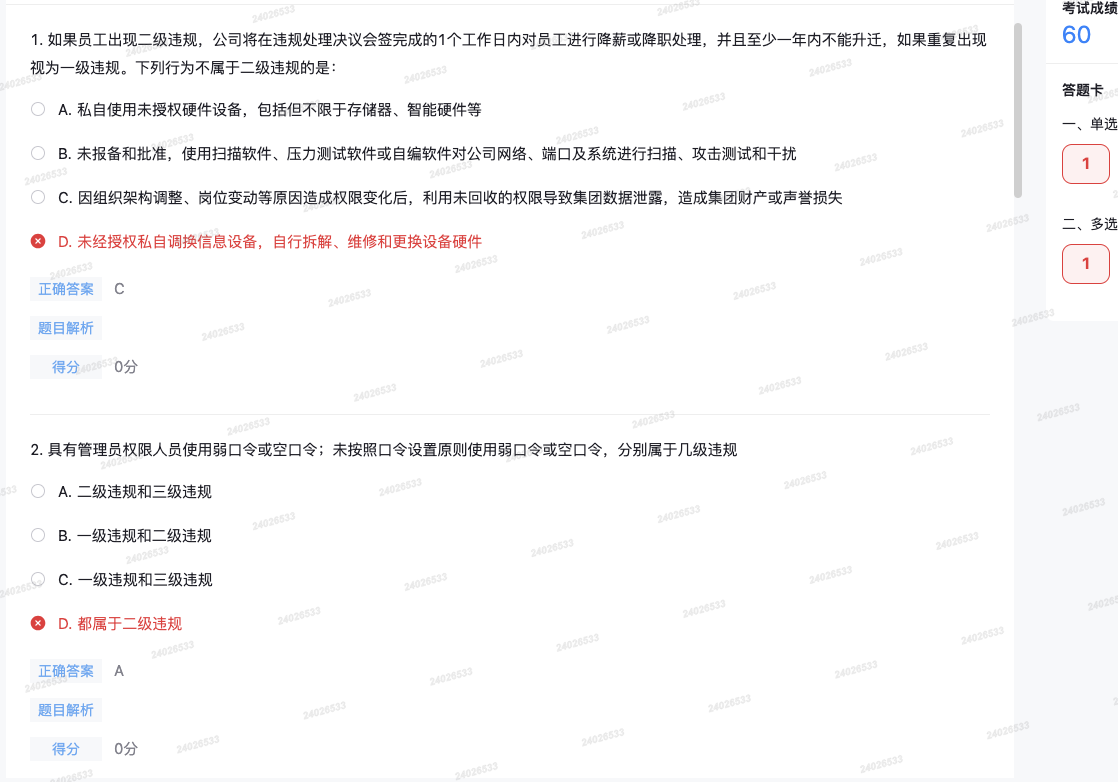 考试成绩
60
答题卡
一、单选
1
二、多选
1
1. 如果员工出现二级违规，公司将在违规处理决议会签完成的1个工作日内对员工进行降薪或降职处理，并且至少一年内不能升迁，如果重复出现
视为一级违规。下列行为不属于二级违规的是：
A. 私自使用未授权硬件设备，包括但不限于存储器、智能硬件等
B. 未报备和批准，使用扫描软件、压力测试软件或自编软件对公司网络、端口及系统进行扫描、攻击测试和干扰
C. 因组织架构调整、岗位变动等原因造成权限变化后，利用未回收的权限导致集团数据泄露，造成集团财产或声誉损失
D. 未经授权私自调换信息设备，自行拆解、维修和更换设备硬件
正确答案 C
题目解析
得分 0分
2. 具有管理员权限人员使用弱口令或空口令；未按照口令设置原则使用弱口令或空口令，分别属于几级违规
A. 二级违规和三级违规
B. 一级违规和二级违规
C. 一级违规和三级违规
D. 都属于二级违规
正确答案 A
题目解析
得分 0分
24026533